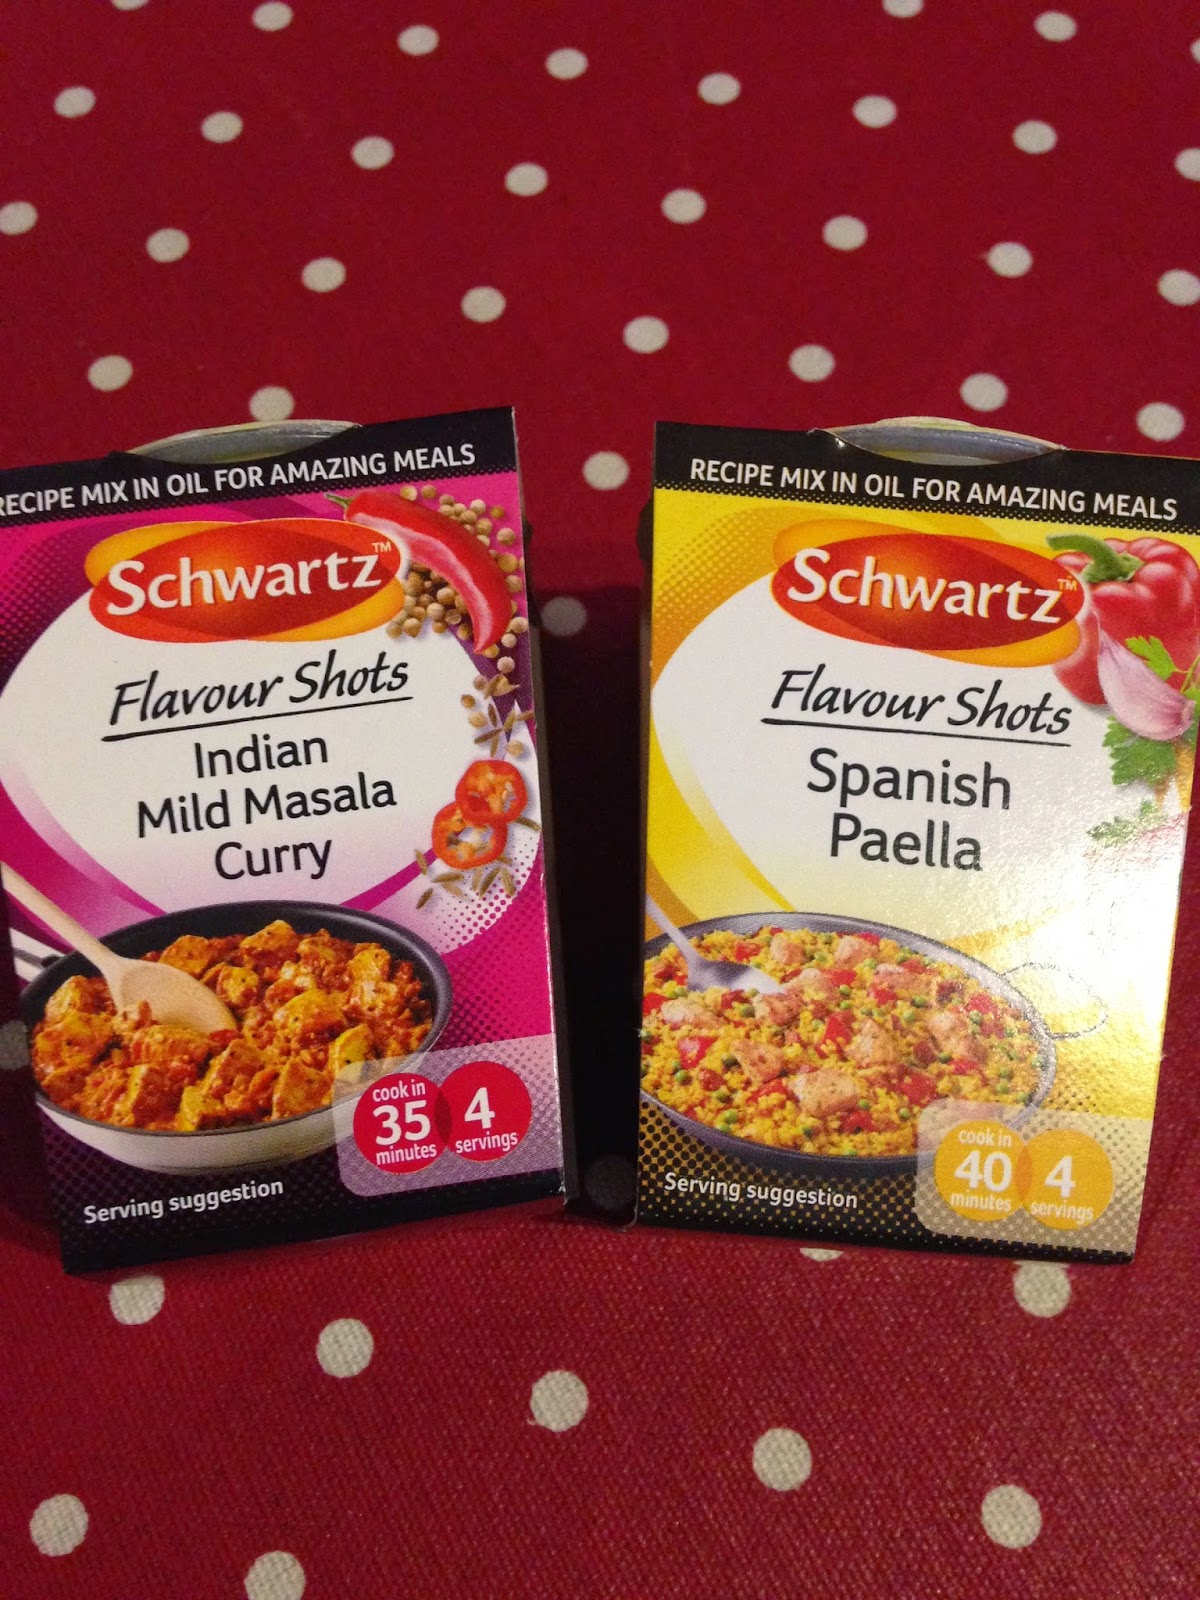 RECIPE MIX IN OIL FOR AMAZING MEALS
Schwartz™
Flavour Shots
Indian
Mild Masala
Curry
cook in
35
minutes
4
servings
Serving suggestion
RECIPE MIX IN OIL FOR AMAZING MEALS
Schwartz™
Flavour Shots
Spanish
Paella
cook in
40
minutes
4
servings
Serving suggestion